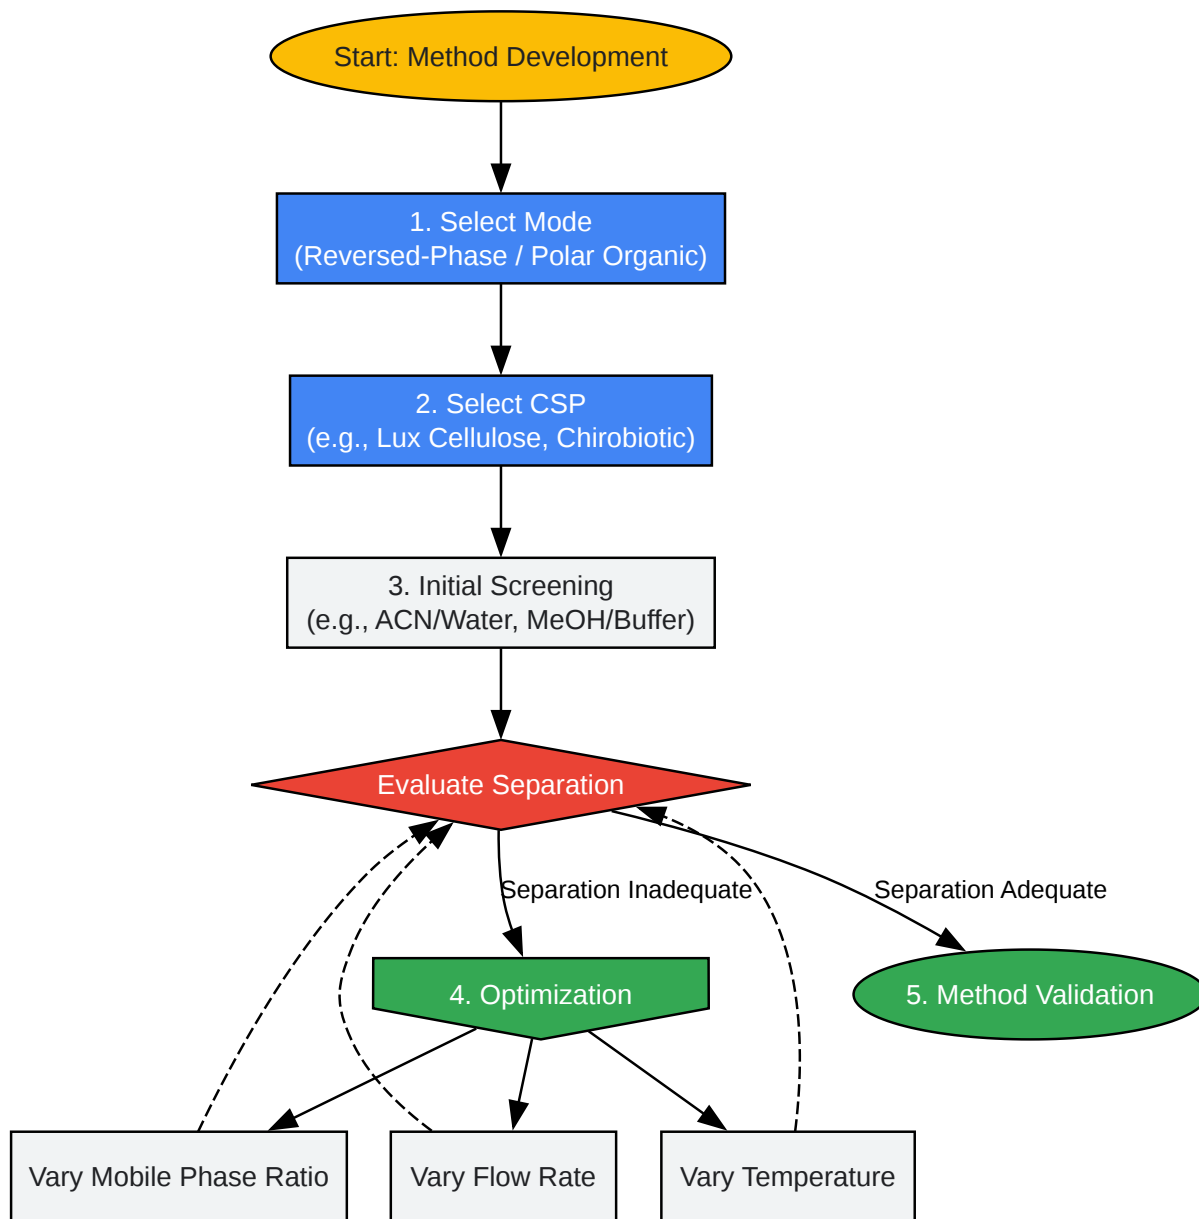 Start: Method Development
1. Select Mode
(Reversed-Phase / Polar Organic)
2. Select CSP
(e.g., Lux Cellulose, Chirobiotic)
3. Initial Screening
(e.g., ACN/Water, MeOH/Buffer)
Evaluate Separation
Separation Inadequate
Separation Adequate
4. Optimization
5. Method Validation
Vary Mobile Phase Ratio
Vary Flow Rate
Vary Temperature